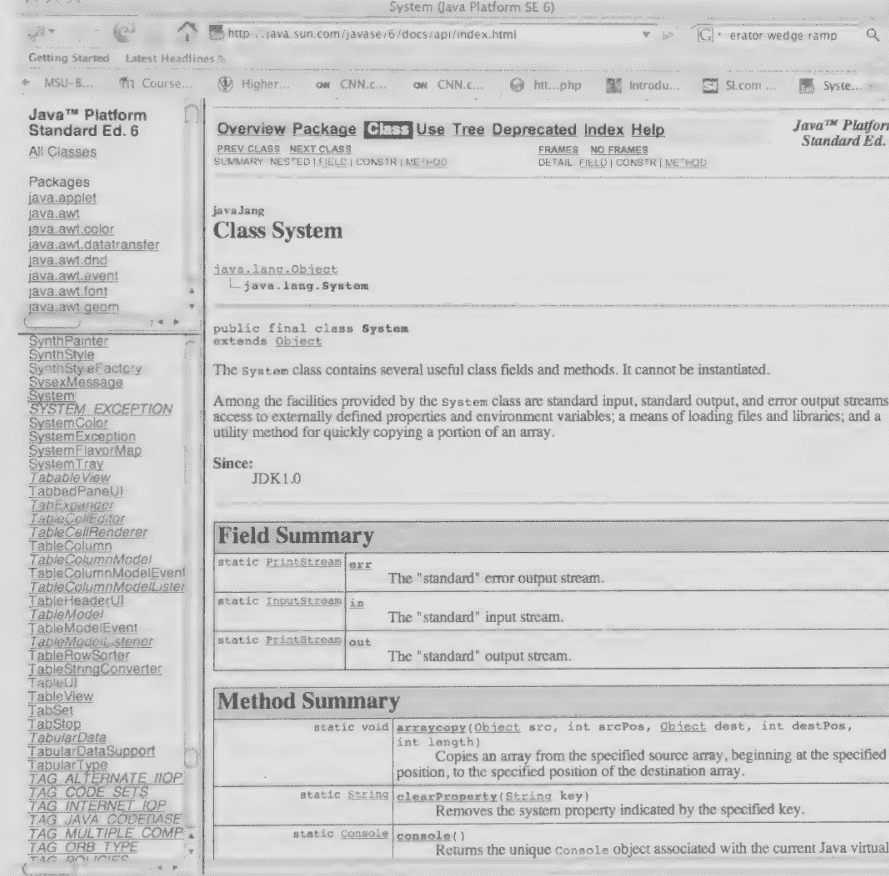 System (Java Platform SE 6)
http java.sun.com/javase/6/docs/api/index.html
G erator wedge ramp
Getting Started Latest Headlines
MSU-B... Course... Higher... CNN.c... CNN.c... htt...php Introdu... SI.com ... Syste...
Java™ Platform
Standard Ed. 6
All Classes
Packages
java.applet
java.awt
java.awt.color
java.awt.datatransfer
java.awt.dnd
java.awt.event
java.awt.font
java.awt.geom
SynthPainter
SynthStyle
SynthStyleFactory
SysexMessage
System
SYSTEM_EXCEPTION
SystemColor
SystemException
SystemFlavorMap
SystemTray
TabableView
TabbedPaneUI
TabExpander
TableCellEditor
TableCellRenderer
TableColumn
TableColumnModel
TableColumnModelEvent
TableColumnModelLister
TableHeaderUI
TableModel
TableModelEvent
TableModelListener
TableRowSorter
TableStringConverter
TableUI
TableView
TabSet
TabStop
TabularData
TabularDataSupport
TabularType
TAG_ALTERNATE_IIOP
TAG_CODE_SETS
TAG_INTERNET_IOP
TAG_JAVA_CODEBASE
TAG_MULTIPLE_COMP
TAG_ORB_TYPE
TAG_POLICIES
Overview Package Class Use Tree Deprecated Index Help
Java™ Platform
Standard Ed.
PREV CLASS NEXT CLASS
FRAMES NO FRAMES
SUMMARY NESTED | FIELD | CONSTR | METHOD
DETAIL FIELD | CONSTR | METHOD
java.lang
Class System
java.lang.Object
java.lang.System
public final class System
extends Object
The System class contains several useful class fields and methods. It cannot be instantiated.
Among the facilities provided by the System class are standard input, standard output, and error output streams
access to externally defined properties and environment variables; a means of loading files and libraries; and a
utility method for quickly copying a portion of an array.
Since:
JDK1.0
Field Summary
static PrintStream err
The "standard" error output stream.
static InputStream in
The "standard" input stream.
static PrintStream out
The "standard" output stream.
Method Summary
static void arraycopy(Object src, int srcPos, Object dest, int destPos,
int length)
Copies an array from the specified source array, beginning at the specified
position, to the specified position of the destination array.
static String clearProperty(String key)
Removes the system property indicated by the specified key.
static Console console()
Returns the unique Console object associated with the current Java virtual